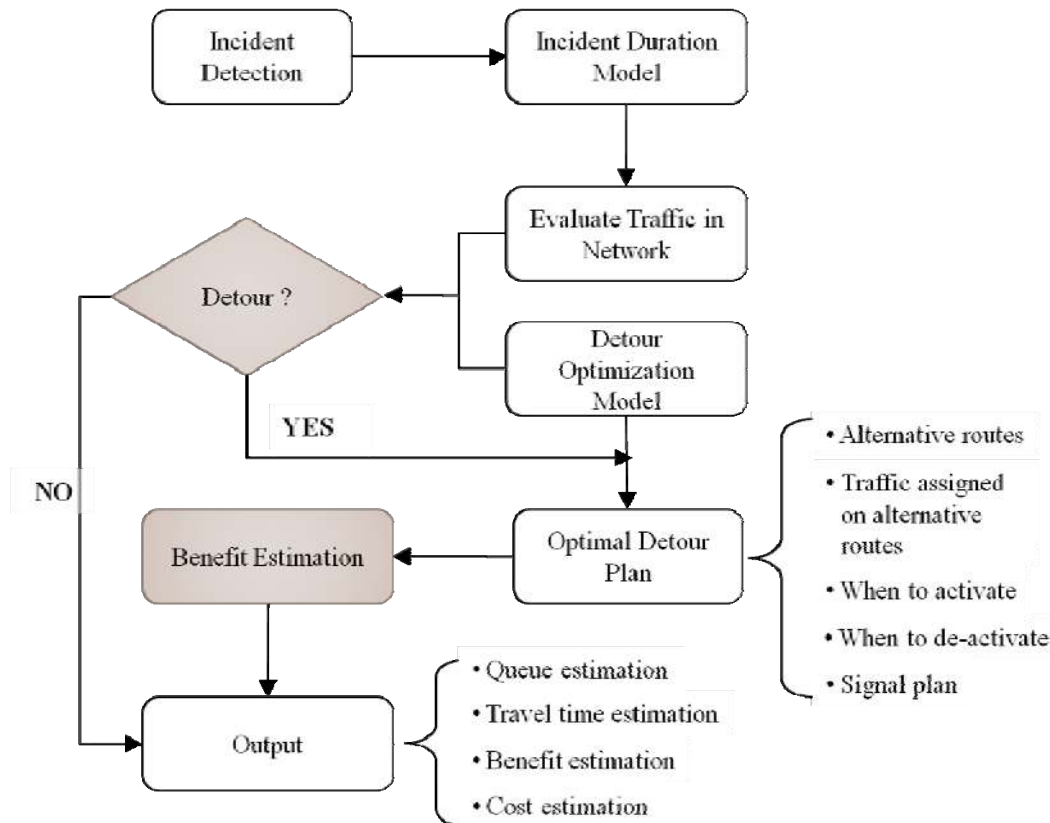 Incident
Detection
Incident Duration
Model
Evaluate Traffic in
Network
Detour ?
Detour
Optimization
Model
YES
NO
• Alternative routes
• Traffic assigned
on alternative
routes
• When to activate
• When to de-activate
• Signal plan
Optimal Detour
Plan
Benefit Estimation
Output
• Queue estimation
• Travel time estimation
• Benefit estimation
• Cost estimation